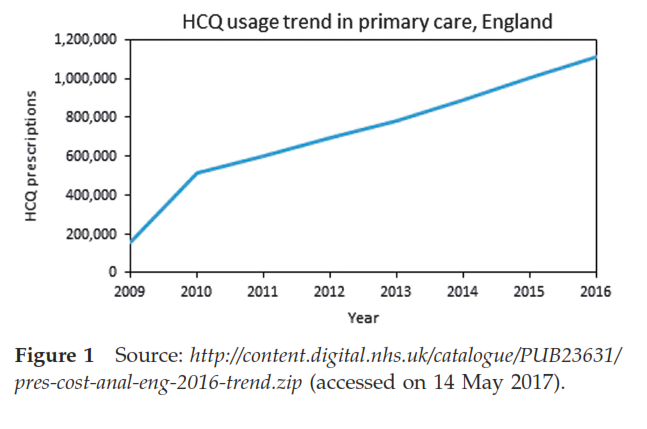 HCQ usage trend in primary care, England
HCQ prescriptions
1,200,000
1,000,000
800,000
600,000
400,000
200,000
0
2009 2010 2011 2012 2013 2014 2015 2016
Year
Figure 1 Source: http://content.digital.nhs.uk/catalogue/PUB23631/
pres-cost-anal-eng-2016-trend.zip (accessed on 14 May 2017).